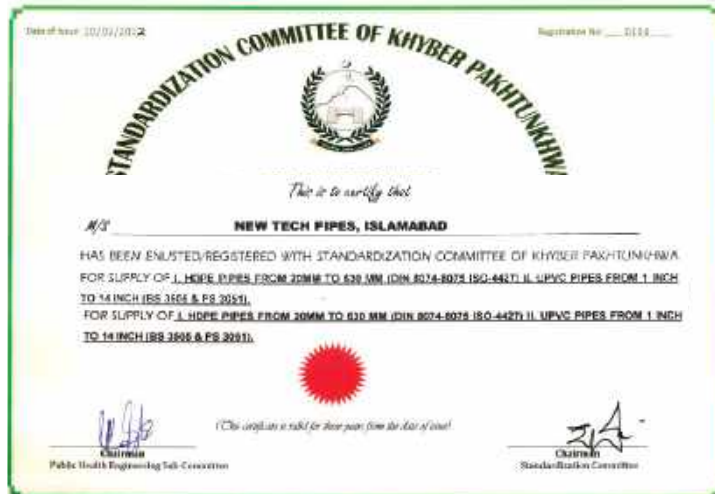 Date of Issue 10/02/2012
Registration No
STANDARDIZATION COMMITTEE OF KHYBER PAKHTUNKHWA
This is to certify that
M/S NEW TECH PIPES, ISLAMABAD
HAS BEEN ENLISTED/REGISTERED WITH STANDARDIZATION COMMITTEE OF KHYBER PAKHTUNKHWA
FOR SUPPLY OF I. HDPE PIPES FROM 20MM TO 630 MM (DIN 8074-8075 ISO-4427) II. UPVC PIPES FROM 1 INCH
TO 14 INCH (BS 3505 & PS 3051).
FOR SUPPLY OF I. HDPE PIPES FROM 20MM TO 630 MM (DIN 8074-8075 ISO-4427) II. UPVC PIPES FROM 1 INCH
TO 14 INCH (BS 3505 & PS 3051).
(This certificate is valid for three years from the date of issue)
Chairman
Public Health Engineering Sub-Committee
Chairman
Standardization Committee